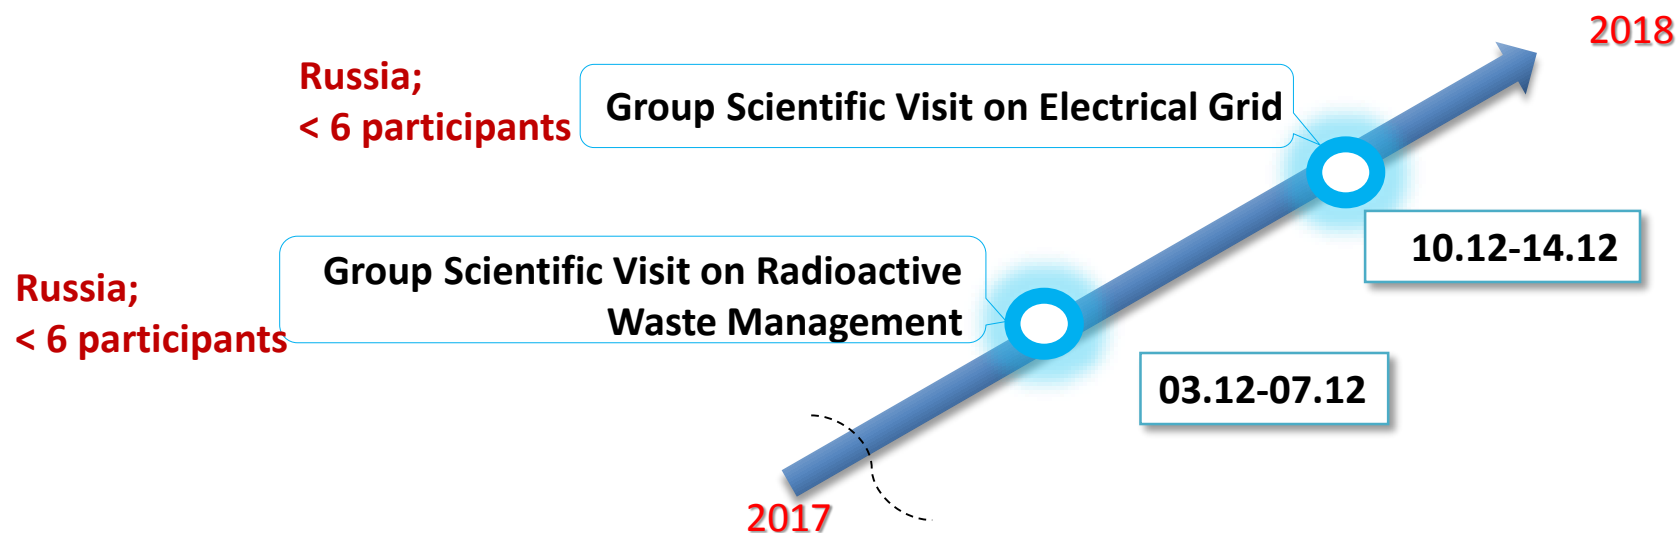 2018
Russia;
< 6 participants
Group Scientific Visit on Electrical Grid
10.12-14.12
Russia;
< 6 participants
Group Scientific Visit on Radioactive
Waste Management
03.12-07.12
2017